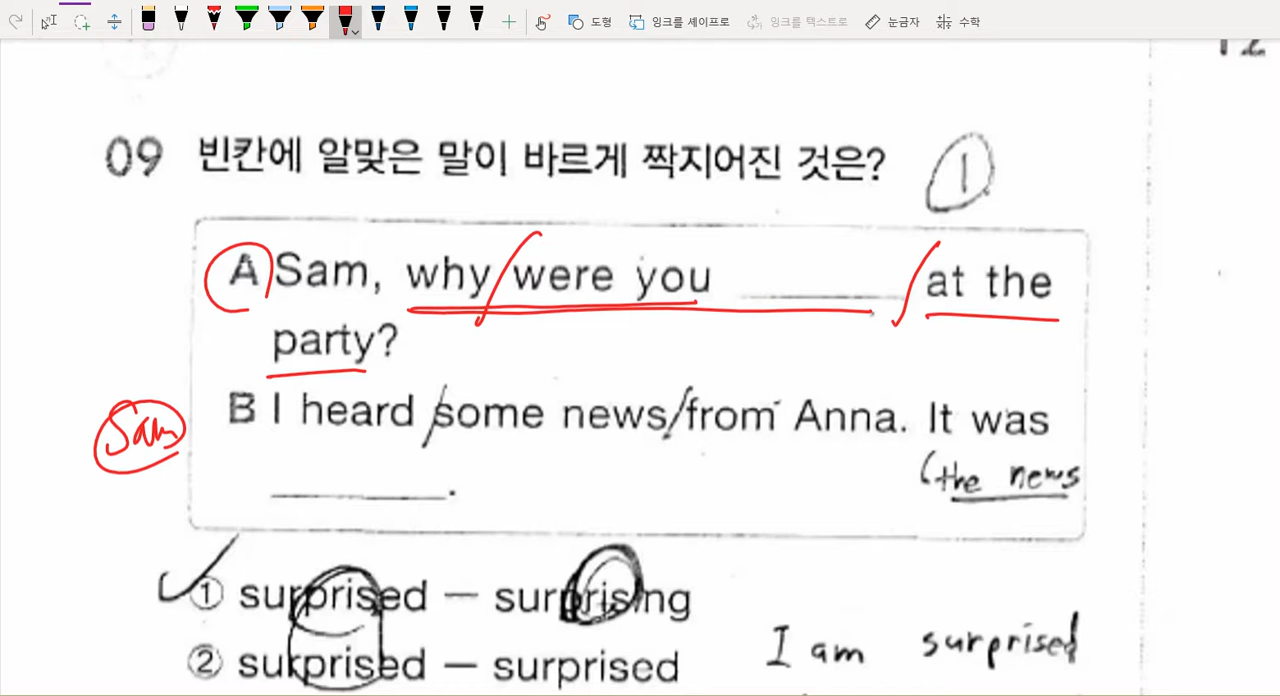 도형
잉크를 셰이프로
잉크를 텍스트로
눈금자
수학
12
09 빈칸에 알맞은 말이 바르게 짝지어진 것은? ①
A Sam, why were you ________ at the
party?
Sam
B I heard some news from Anna. It was
(the news
________.
① surprised — surprising
② surprised — surprised
I am surprised